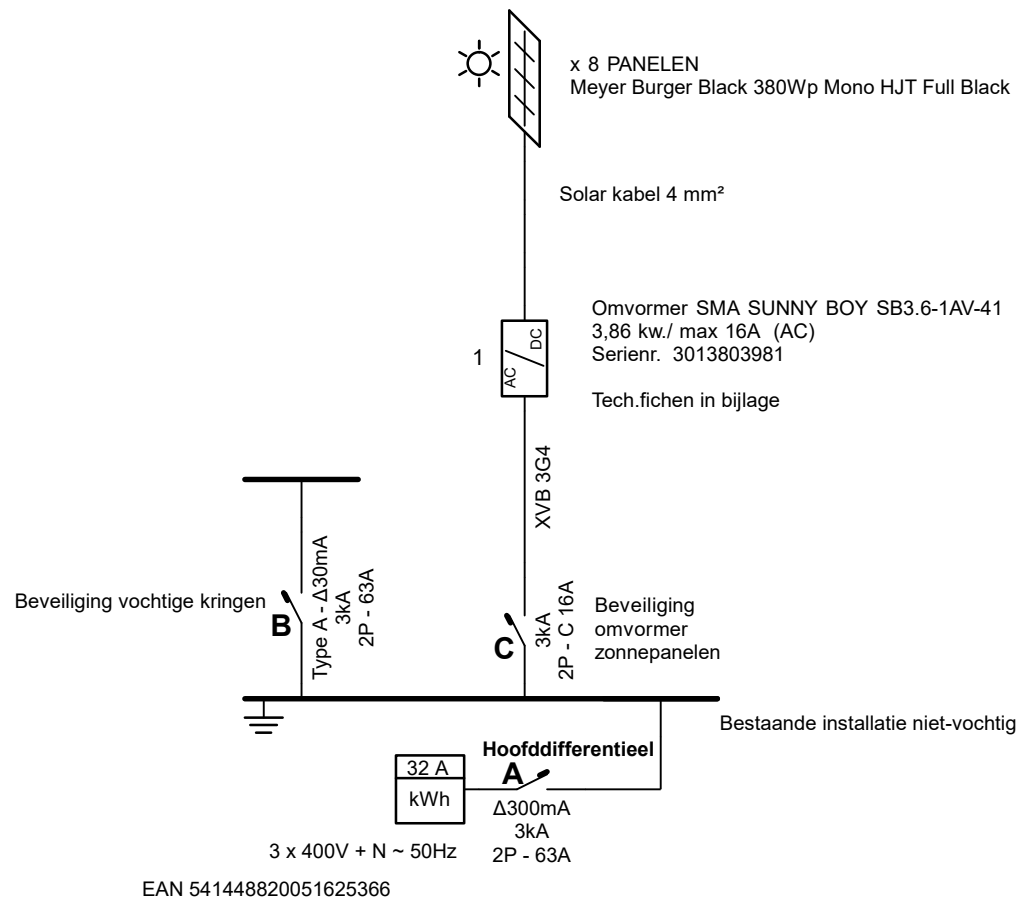 x 8 PANELEN
Meyer Burger Black 380Wp Mono HJT Full Black
Solar kabel 4 mm²
Omvormer SMA SUNNY BOY SB3.6-1AV-41
3,86 kw./ max 16A (AC)
Serienr. 3013803981
Tech.fichen in bijlage
1
AC
DC
XVB 3G4
Beveiliging vochtige kringen
B
Type A - Δ30mA
3kA
2P - 63A
C
3kA
2P - C 16A
Beveiliging
omvormer
zonnepanelen
Bestaande installatie niet-vochtig
Hoofddifferentieel
A
32 A
kWh
Δ300mA
3kA
2P - 63A
3 x 400V + N ~ 50Hz
EAN 541448820051625366